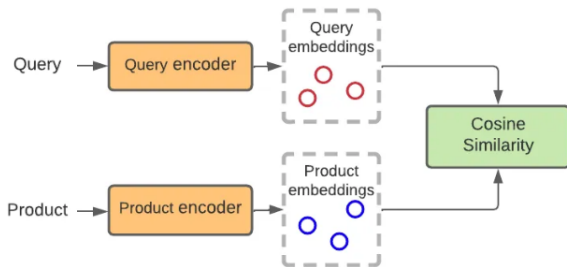 Query
Query encoder
Query
embeddings
Cosine
Similarity
Product
Product encoder
Product
embeddings